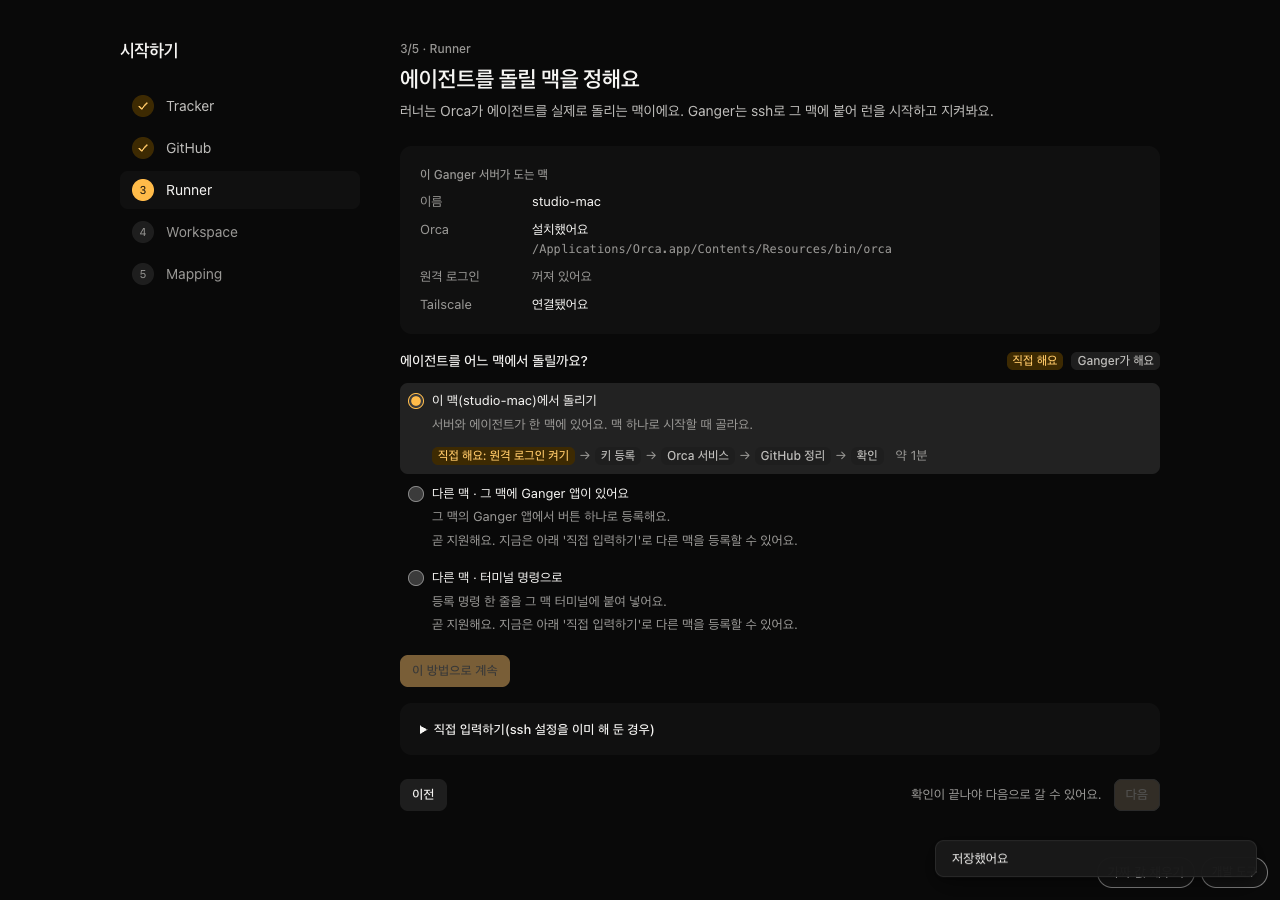 시작하기
Tracker
GitHub
3 Runner
4 Workspace
5 Mapping
3/5 · Runner
에이전트를 돌릴 맥을 정해요
러너는 Orca가 에이전트를 실제로 돌리는 맥이에요. Ganger는 ssh로 그 맥에 붙어 런을 시작하고 지켜봐요.
이 Ganger 서버가 도는 맥
이름 studio-mac
Orca 설치했어요
/Applications/Orca.app/Contents/Resources/bin/orca
원격 로그인 꺼져 있어요
Tailscale 연결됐어요
에이전트를 어느 맥에서 돌릴까요? 직접 해요 Ganger가 해요
이 맥(studio-mac)에서 돌리기
서버와 에이전트가 한 맥에 있어요. 맥 하나로 시작할 때 골라요.
직접 해요: 원격 로그인 켜기 → 키 등록 → Orca 서비스 → GitHub 정리 → 확인 약 1분
다른 맥 · 그 맥에 Ganger 앱이 있어요
그 맥의 Ganger 앱에서 버튼 하나로 등록해요.
곧 지원해요. 지금은 아래 '직접 입력하기'로 다른 맥을 등록할 수 있어요.
다른 맥 · 터미널 명령으로
등록 명령 한 줄을 그 맥 터미널에 붙여 넣어요.
곧 지원해요. 지금은 아래 '직접 입력하기'로 다른 맥을 등록할 수 있어요.
이 방법으로 계속
▶ 직접 입력하기(ssh 설정을 이미 해 둔 경우)
이전 확인이 끝나야 다음으로 갈 수 있어요. 다음
저장했어요